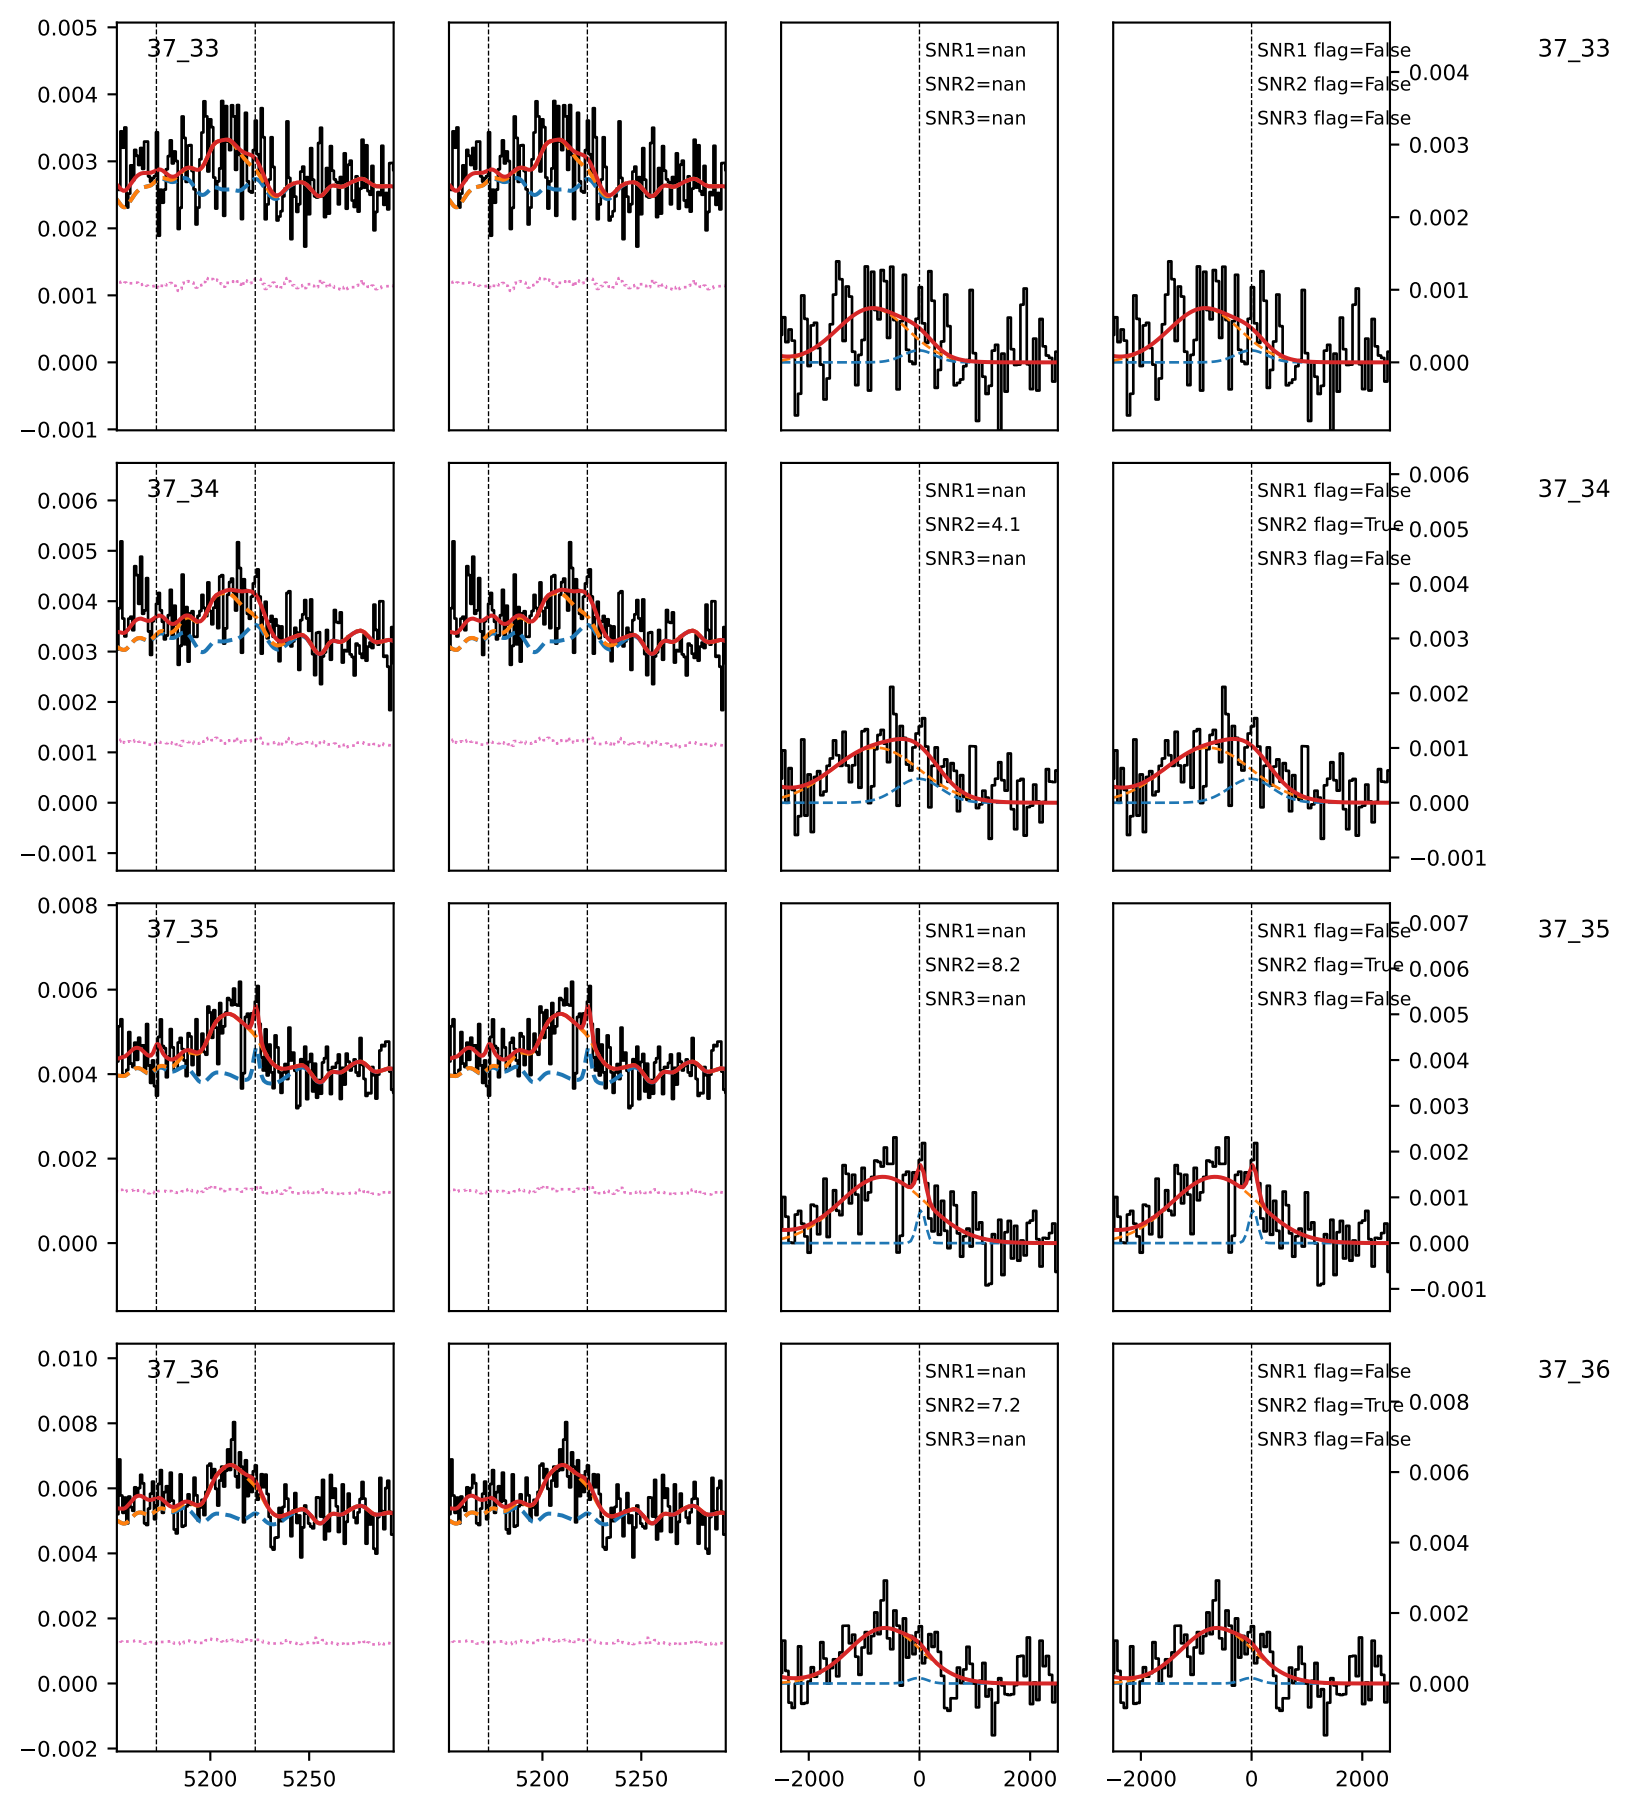 0.005
0.004
0.003
0.002
0.001
0.000
−0.001
37_33
SNR1=nan
SNR2=nan
SNR3=nan
SNR1 flag=False
SNR2 flag=False
SNR3 flag=False
0.004
0.003
0.002
0.001
0.000
37_33
0.006
0.005
0.004
0.003
0.002
0.001
0.000
−0.001
37_34
SNR1=nan
SNR2=4.1
SNR3=nan
SNR1 flag=False
SNR2 flag=True
SNR3 flag=False
0.006
0.005
0.004
0.003
0.002
0.001
0.000
−0.001
37_34
0.008
0.006
0.004
0.002
0.000
37_35
SNR1=nan
SNR2=8.2
SNR3=nan
SNR1 flag=False
SNR2 flag=True
SNR3 flag=False
0.007
0.006
0.005
0.004
0.003
0.002
0.001
0.000
−0.001
37_35
0.010
0.008
0.006
0.004
0.002
0.000
−0.002
37_36
SNR1=nan
SNR2=7.2
SNR3=nan
SNR1 flag=False
SNR2 flag=True
SNR3 flag=False
0.008
0.006
0.004
0.002
0.000
37_36
5200 5250
5200 5250
−2000 0 2000
−2000 0 2000